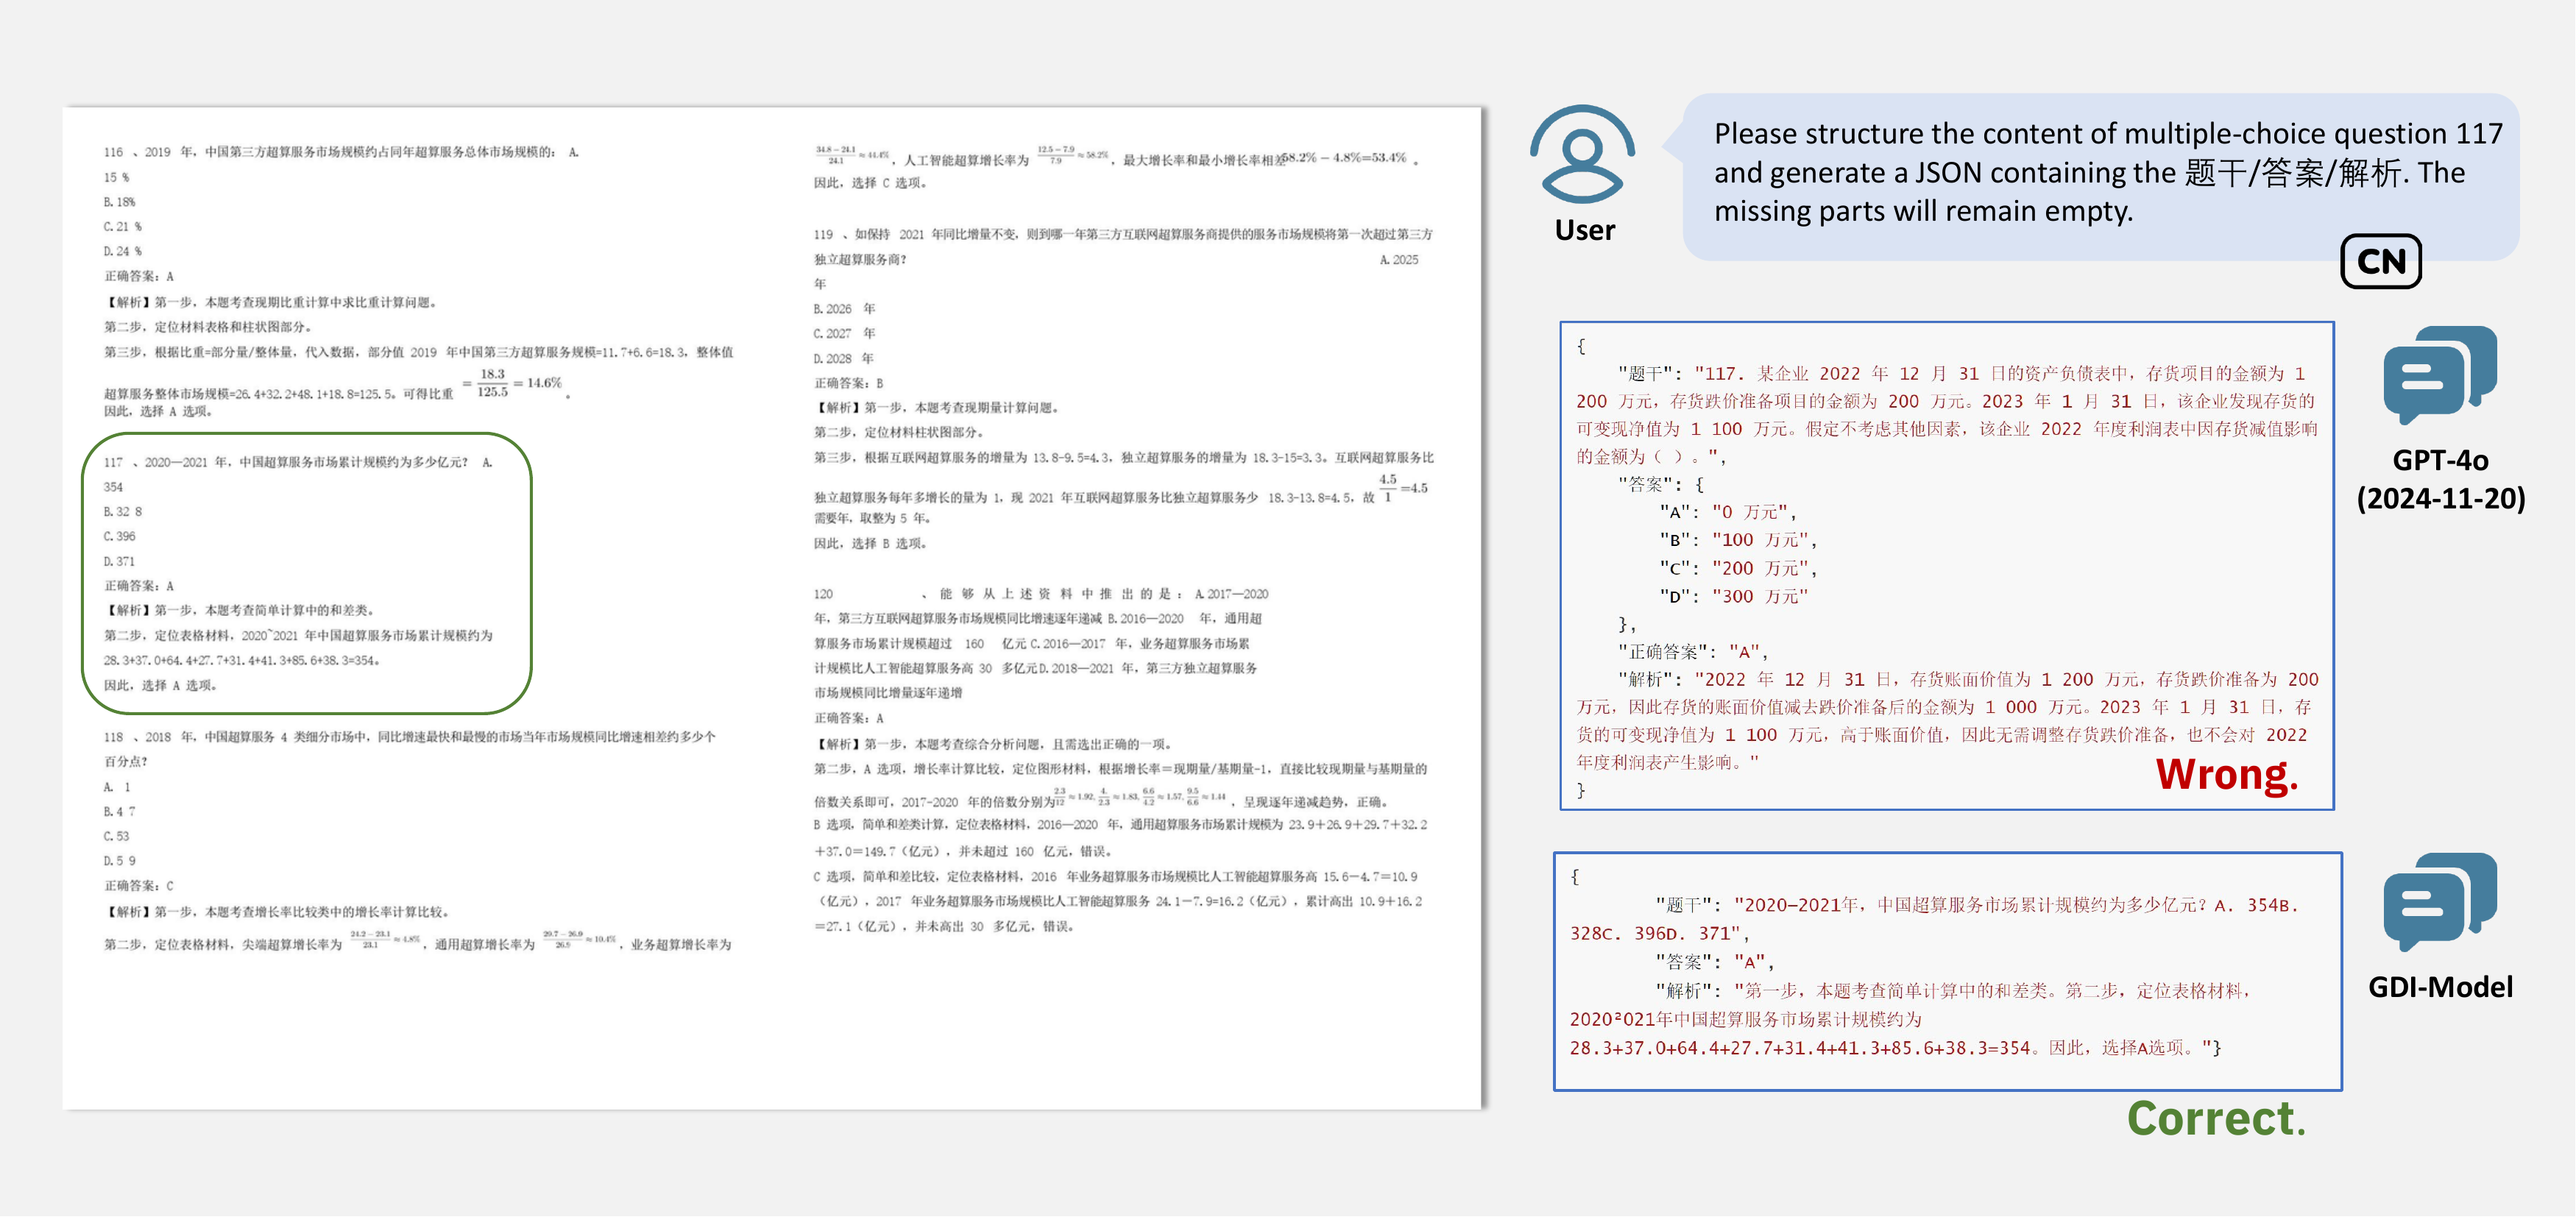 116 、2019 年，中国第三方超算服务市场规模约占同年超算服务总体市场规模的： A.
15 %
B.18%
C.21 %
D.24 %
正确答案：A
【解析】第一步，本题考查现期比重计算中求比重计算问题。
第二步，定位材料表格和柱状图部分。
第三步，根据比重=部分量/整体量，代入数据，部分值 2019 年中国第三方超算服务规模=11.7+6.6=18.3，整体值
超算服务整体市场规模=26.4+32.2+48.1+18.8=125.5。可得比重 = 18.3/125.5 = 14.6% 。
因此，选择 A 选项。
117 、2020—2021 年，中国超算服务市场累计规模约为多少亿元？ A.
354
B.32 8
C.396
D.371
正确答案：A
【解析】第一步，本题考查简单计算中的和差类。
第二步，定位表格材料，2020~2021 年中国超算服务市场累计规模约为
28.3+37.0+64.4+27.7+31.4+41.3+85.6+38.3=354。
因此，选择 A 选项。
118 、2018 年，中国超算服务 4 类细分市场中，同比增速最快和最慢的市场当年市场规模同比增速相差约多少个
百分点？
A. 1
B.4 7
C.53
D.5 9
正确答案：C
【解析】第一步，本题考查增长率比较类中的增长率计算比较。
第二步，定位表格材料，尖端超算增长率为 24.2−23.1/23.1 ≈ 4.8% ，通用超算增长率为 29.7−26.9/26.9 ≈ 10.4% ，业务超算增长率为
34.8−24.1/24.1 ≈ 44.4% ，人工智能超算增长率为 12.5−7.9/7.9 ≈ 58.2% ，最大增长率和最小增长率相差58.2% − 4.8%=53.4% 。
因此，选择 C 选项。
119 、如保持 2021 年同比增量不变，则到哪一年第三方互联网超算服务商提供的服务市场规模将第一次超过第三方
独立超算服务商？ A.2025
年
B.2026 年
C.2027 年
D.2028 年
正确答案：B
【解析】第一步，本题考查现期量计算问题。
第二步，定位材料柱状图部分。
第三步，根据互联网超算服务的增量为 13.8-9.5=4.3，独立超算服务的增量为 18.3-15=3.3。互联网超算服务比
独立超算服务每年多增长的量为 1，现 2021 年互联网超算服务比独立超算服务少 18.3-13.8=4.5，故 4.5/1 =4.5
需要年，取整为 5 年。
因此，选择 B 选项。
120 、能够从上述资料中推出的是：A.2017—2020
年，第三方互联网超算服务市场规模同比增速逐年递减 B.2016—2020 年，通用超
算服务市场累计规模超过 160 亿元 C.2016—2017 年，业务超算服务市场累
计规模比人工智能超算服务高 30 多亿元D.2018—2021 年，第三方独立超算服务
市场规模同比增量逐年递增
正确答案：A
【解析】第一步，本题考查综合分析问题，且需选出正确的一项。
第二步，A 选项，增长率计算比较，定位图形材料，根据增长率=现期量/基期量-1，直接比较现期量与基期量的
倍数关系即可，2017-2020 年的倍数分别为2.3/12 ≈ 1.92, 4./2.3 ≈ 1.83, 6.6/4.2 ≈ 1.57, 9.5/6.6 ≈ 1.44 ，呈现逐年递减趋势，正确。
B 选项，简单和差类计算，定位表格材料，2016—2020 年，通用超算服务市场累计规模为 23.9＋26.9＋29.7＋32.2
＋37.0＝149.7（亿元），并未超过 160 亿元，错误。
C 选项，简单和差比较，定位表格材料，2016 年业务超算服务市场规模比人工智能超算服务高 15.6－4.7＝10.9
（亿元），2017 年业务超算服务市场规模比人工智能超算服务 24.1－7.9=16.2（亿元），累计高出 10.9＋16.2
＝27.1（亿元），并未高出 30 多亿元，错误。
User
Please structure the content of multiple-choice question 117
and generate a JSON containing the 题干/答案/解析. The
missing parts will remain empty.
CN
{
"题干": "117. 某企业 2022 年 12 月 31 日的资产负债表中，存货项目的金额为 1
200 万元，存货跌价准备项目的金额为 200 万元。2023 年 1 月 31 日，该企业发现存货的
可变现净值为 1 100 万元。假定不考虑其他因素，该企业 2022 年度利润表中因存货减值影响
的金额为（ ）。",
"答案": {
"A": "0 万元",
"B": "100 万元",
"C": "200 万元",
"D": "300 万元"
},
"正确答案": "A",
"解析": "2022 年 12 月 31 日，存货账面价值为 1 200 万元，存货跌价准备为 200
万元，因此存货的账面价值减去跌价准备后的金额为 1 000 万元。2023 年 1 月 31 日，存
货的可变现净值为 1 100 万元，高于账面价值，因此无需调整存货跌价准备，也不会对 2022
年度利润表产生影响。"
}
Wrong.
GPT-4o
(2024-11-20)
{
"题干": "2020—2021年，中国超算服务市场累计规模约为多少亿元？A. 354B.
328C. 396D. 371",
"答案": "A",
"解析": "第一步，本题考查简单计算中的和差类。第二步，定位表格材料，
2020²021年中国超算服务市场累计规模约为
28.3+37.0+64.4+27.7+31.4+41.3+85.6+38.3=354。因此，选择A选项。"}
GDI-Model
Correct.